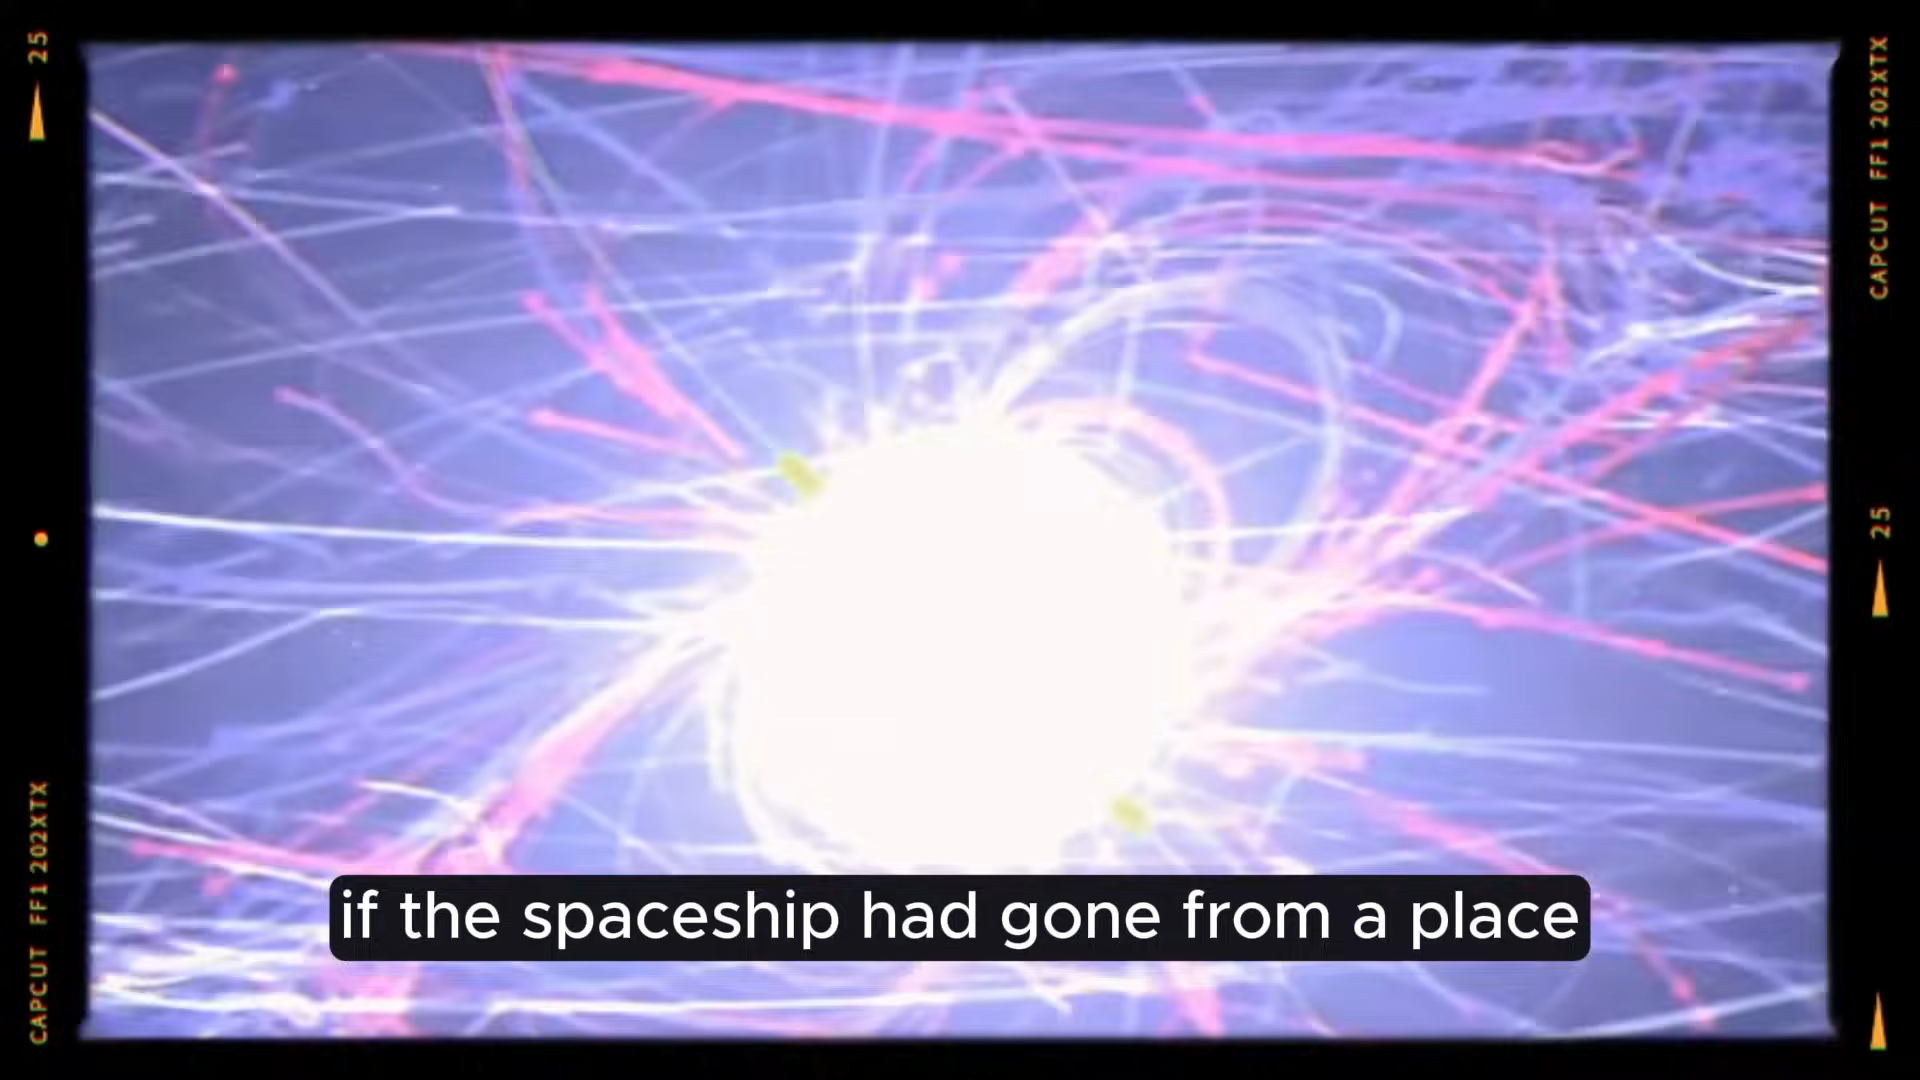 25
CAPCUT FF1 202XTX
if the spaceship had gone from a place
CAPCUT FF1 202XTX
25